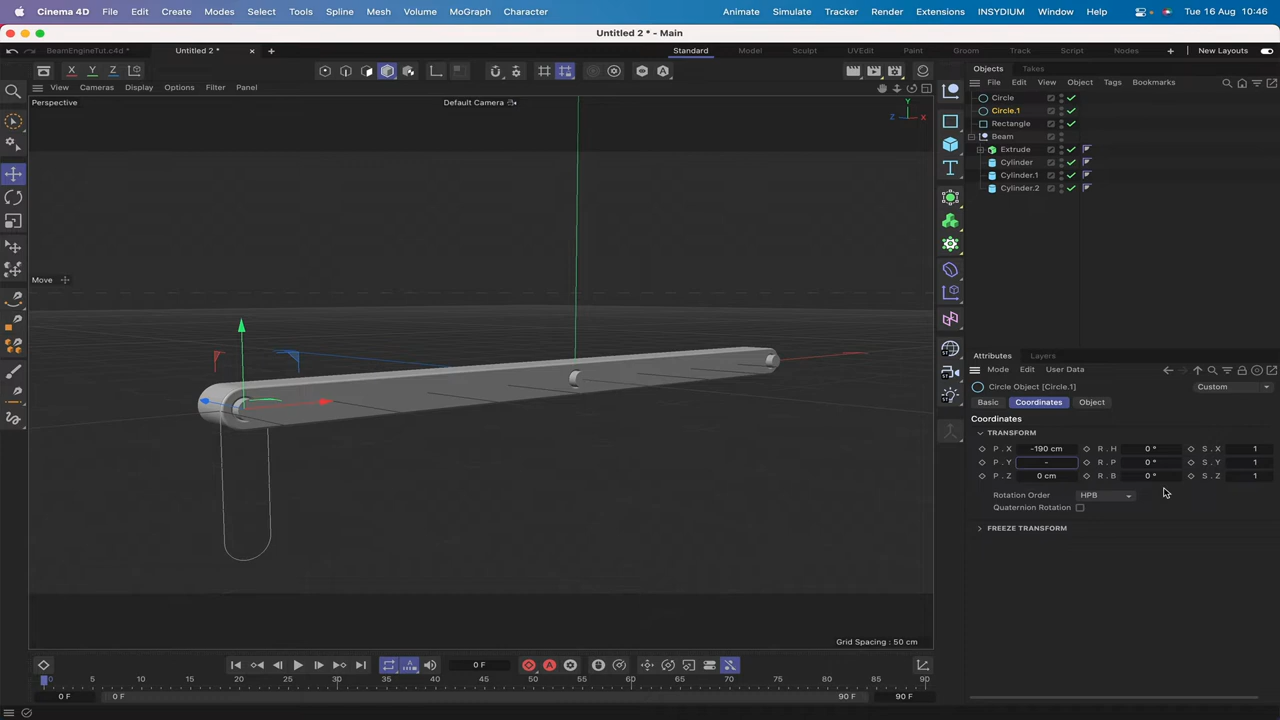 Cinema 4D File Edit Create Modes Select Tools Spline Mesh Volume MoGraph Character Animate Simulate Tracker Render Extensions INSYDIUM Window Help Tue 16 Aug 10:46
Untitled 2 * - Main
BeamEngineTut.c4d * Untitled 2 * Standard Model Sculpt UVEdit Paint Groom Track Script Nodes New Layouts
X Y Z Objects Takes
View Cameras Display Options Filter Panel File Edit View Object Tags Bookmarks
Perspective Default Camera
Circle
Y
Z X
Circle.1
Rectangle
Beam
Extrude
Cylinder
Cylinder.1
Cylinder.2
Move
Attributes Layers
Mode Edit User Data
Circle Object [Circle.1] Custom
Basic Coordinates Object
Coordinates
TRANSFORM
P . X -190 cm R . H 0 ° S . X 1
P . Y - R . P 0 ° S . Y 1
P . Z 0 cm R . B 0 ° S . Z 1
Rotation Order HPB
Quaternion Rotation
FREEZE TRANSFORM
Grid Spacing : 50 cm
0 F
0 5 10 15 20 25 30 35 40 45 50 55 60 65 70 75 80 85 90
0 F 0 F 90 F 90 F